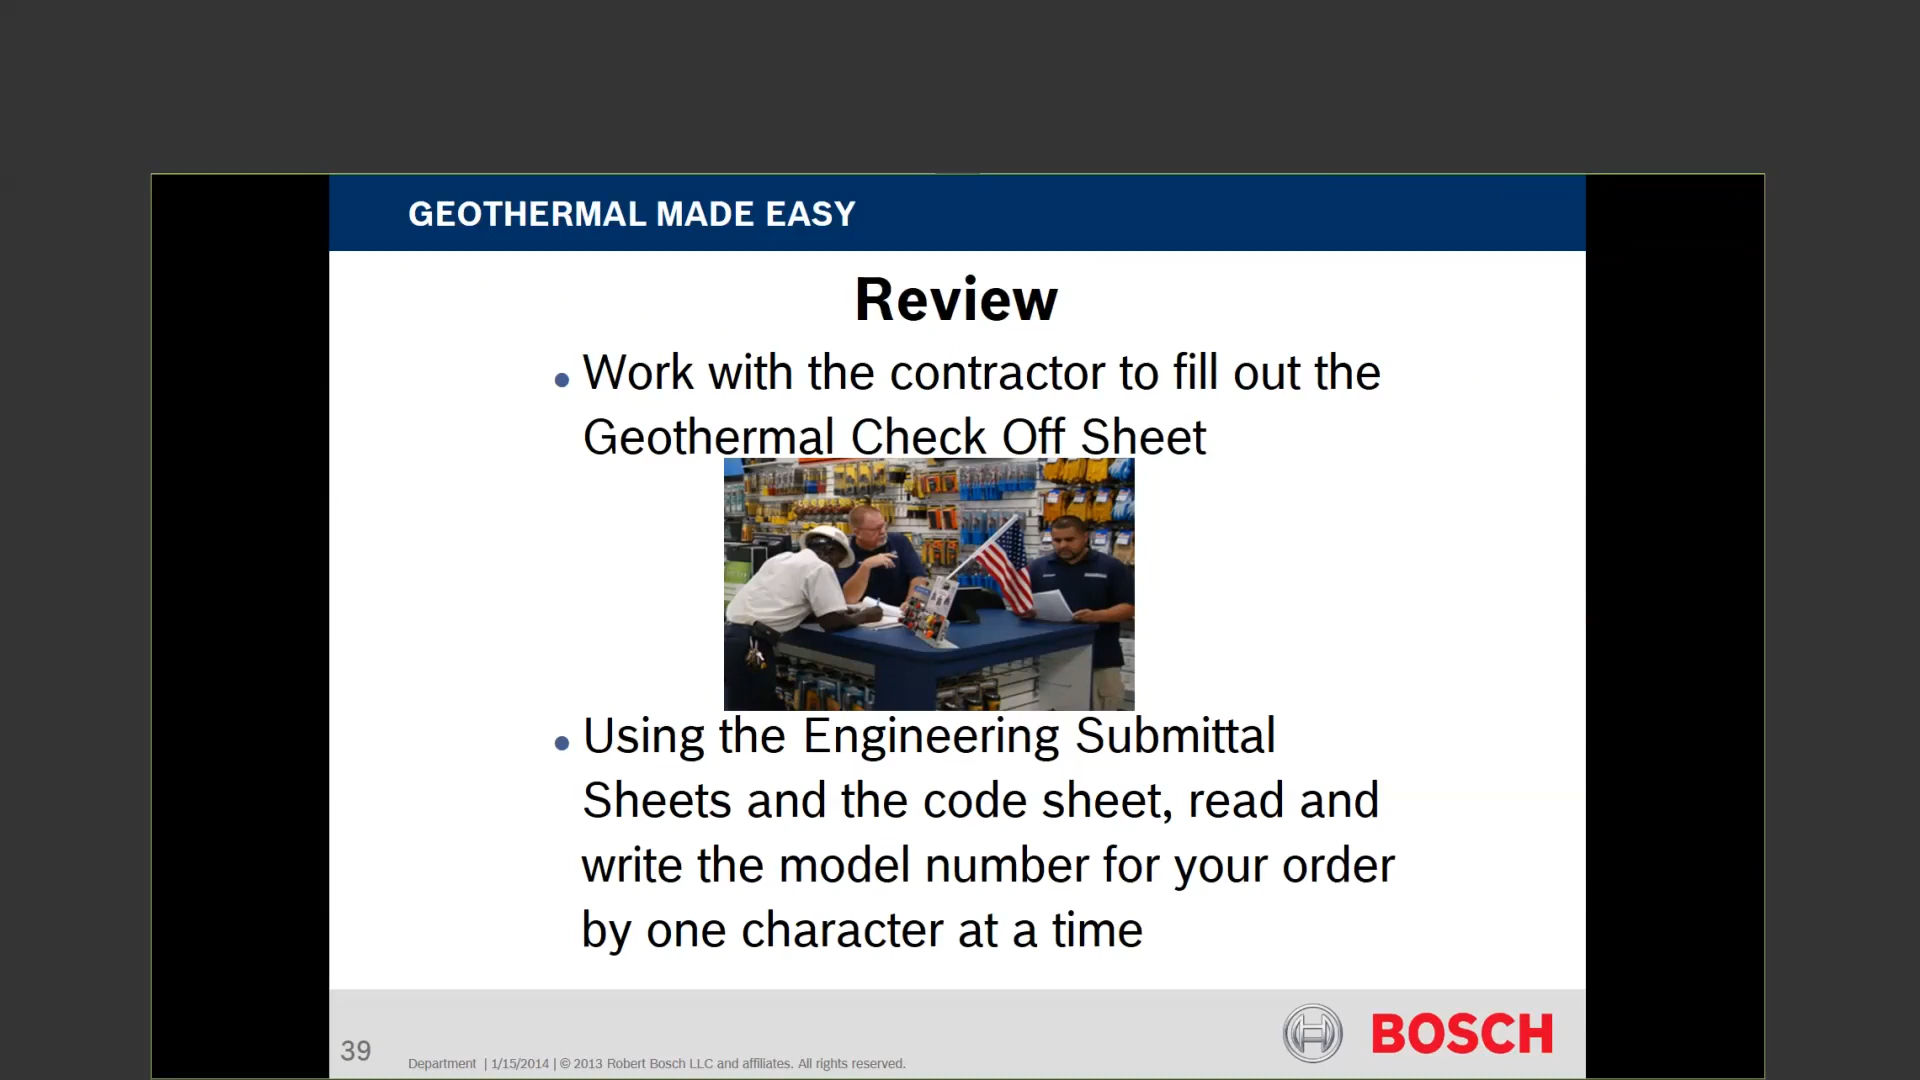 GEOTHERMAL MADE EASY
Review
• Work with the contractor to fill out the
Geothermal Check Off Sheet
• Using the Engineering Submittal
Sheets and the code sheet, read and
write the model number for your order
by one character at a time
39
Department | 1/15/2014 | © 2013 Robert Bosch LLC and affiliates. All rights reserved.
BOSCH